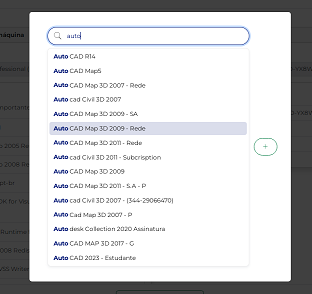 máquina
auto
Auto CAD R14
Auto CAD Map5
Auto CAD Map 3D 2007 - Rede
Auto cad Civil 3D 2007
Auto CAD Map 3D 2009 - SA
Auto CAD Map 3D 2009 - Rede
Auto CAD Map 3D 2011 - Rede
Auto cad Civil 3D 2011 - Subcrisption
Auto CAD Map 3D 2009
Auto CAD Map 3D 2011 - S.A - P
Auto cad Civil 3D 2007 - (344-29066470)
Auto Cad Map 3D 2007 - P
Auto desk Collection 2020 Assinatura
Auto CAD MAP 3D 2017 - G
Auto CAD 2023 - Estudante
+